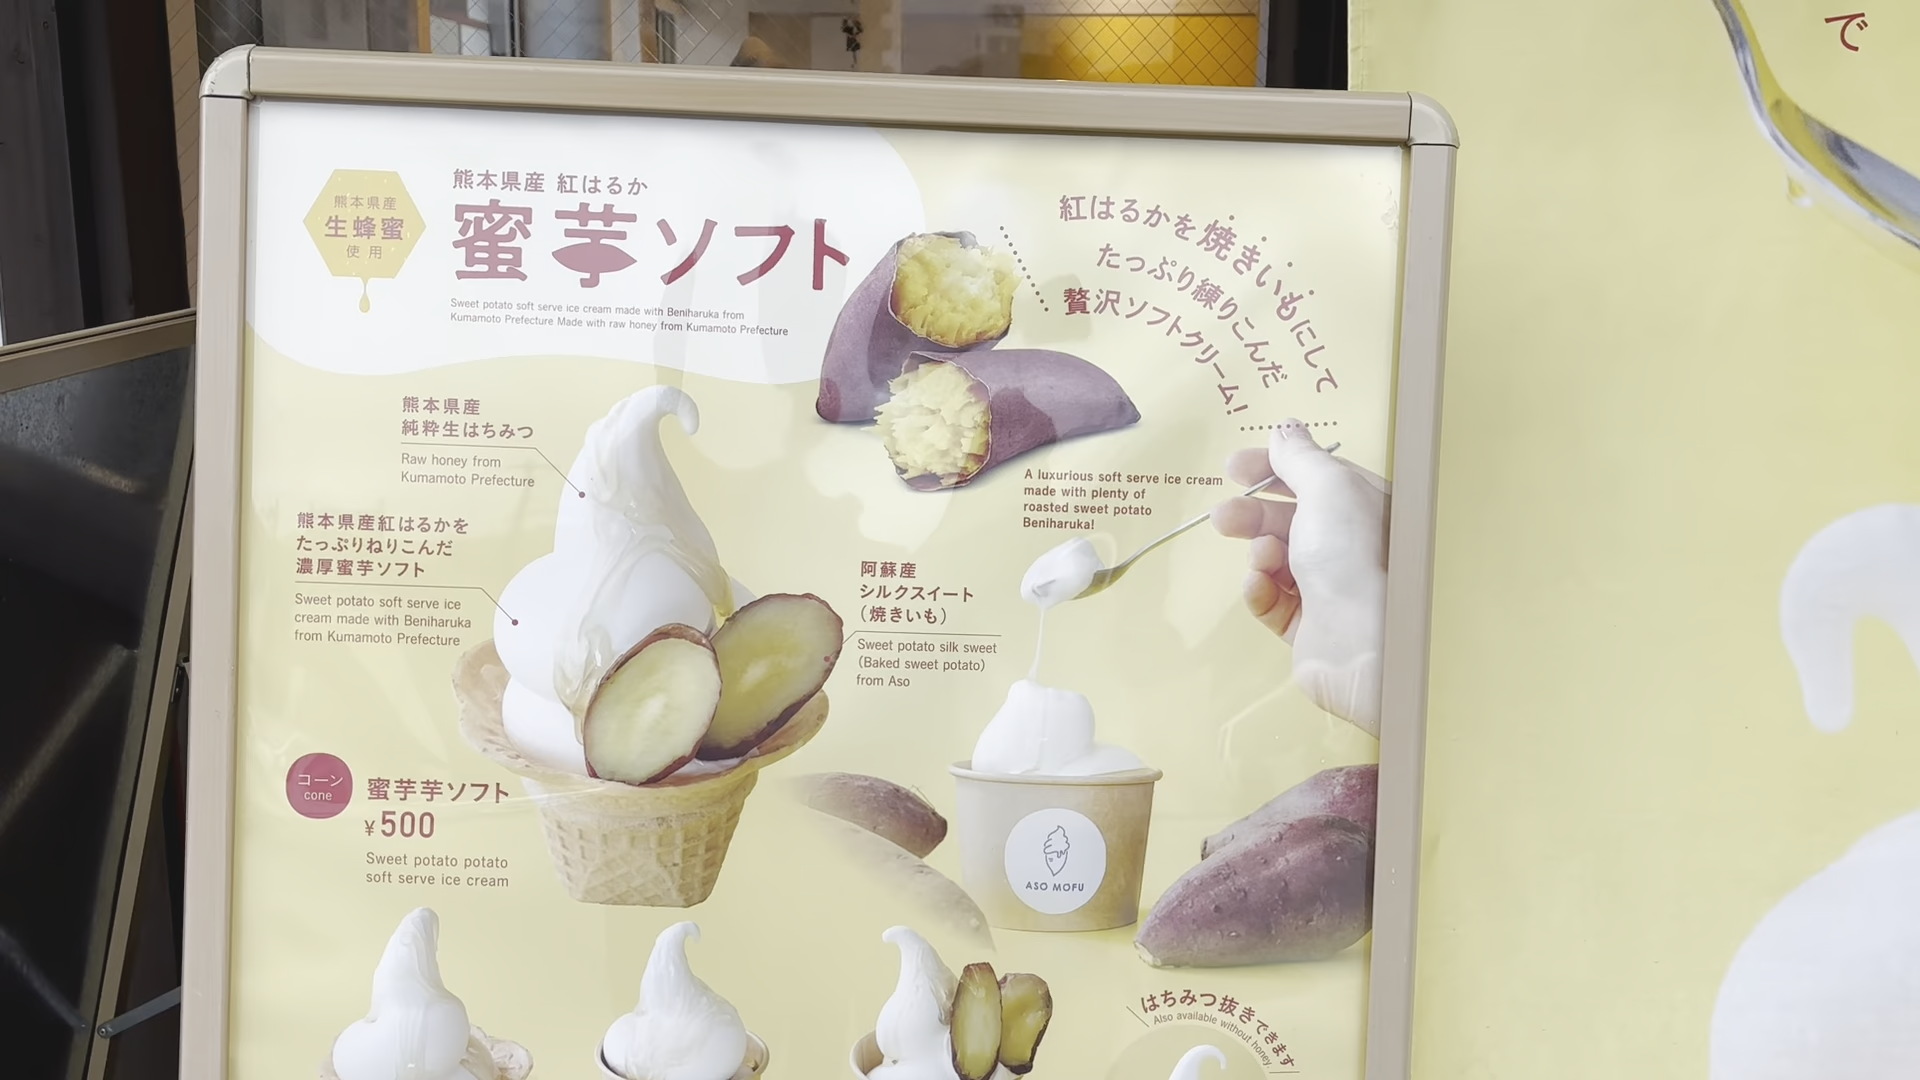 で
熊本県産
生蜂蜜
使用
熊本県産 紅はるか
蜜芋ソフト
Sweet potato soft serve ice cream made with Beniharuka from
Kumamoto Prefecture Made with raw honey from Kumamoto Prefecture
紅はるかを焼きいもにして
たっぷり練りこんだ
贅沢ソフトクリーム!
A luxurious soft serve ice cream
made with plenty of
roasted sweet potato
Beniharuka!
熊本県産
純粋生はちみつ
Raw honey from
Kumamoto Prefecture
熊本県産紅はるかを
たっぷりねりこんだ
濃厚蜜芋ソフト
Sweet potato soft serve ice
cream made with Beniharuka
from Kumamoto Prefecture
阿蘇産
シルクスイート
(焼きいも)
Sweet potato silk sweet
(Baked sweet potato)
from Aso
コーン
cone
蜜芋芋ソフト
¥500
Sweet potato potato
soft serve ice cream
ASO MOFU
はちみつ抜きできます
Also available without honey.